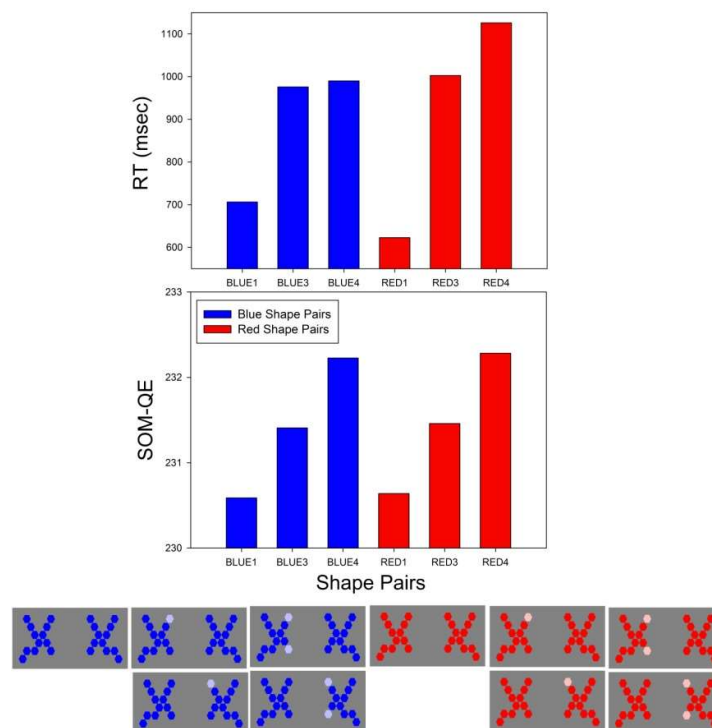 1100
1000
900
800
700
600
RT (msec)
BLUE1 BLUE3 BLUE4 RED1 RED3 RED4
233
232
231
230
SOM-QE
Blue Shape Pairs
Red Shape Pairs
BLUE1 BLUE3 BLUE4 RED1 RED3 RED4
Shape Pairs